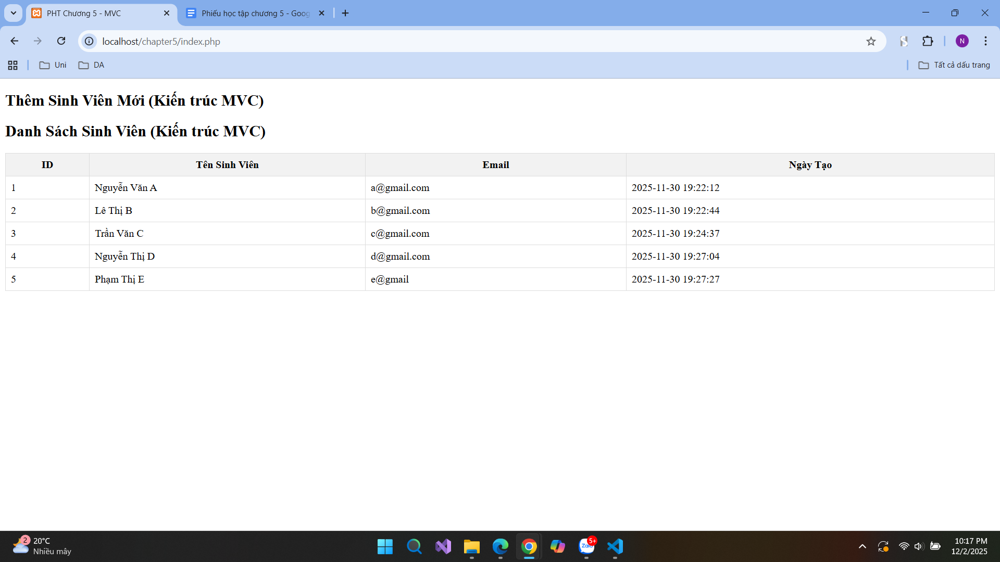 PHT Chương 5 - MVC
Phiếu học tập chương 5 - Goog
localhost/chapter5/index.php
N
Uni
DA
Tất cả dấu trang
Thêm Sinh Viên Mới (Kiến trúc MVC)
Danh Sách Sinh Viên (Kiến trúc MVC)
ID Tên Sinh Viên Email Ngày Tạo
1 Nguyễn Văn A a@gmail.com 2025-11-30 19:22:12
2 Lê Thị B b@gmail.com 2025-11-30 19:22:44
3 Trần Văn C c@gmail.com 2025-11-30 19:24:37
4 Nguyễn Thị D d@gmail.com 2025-11-30 19:27:04
5 Phạm Thị E e@gmail 2025-11-30 19:27:27
2
20°C
Nhiều mây
Zalo
5+
10:17 PM
12/2/2025